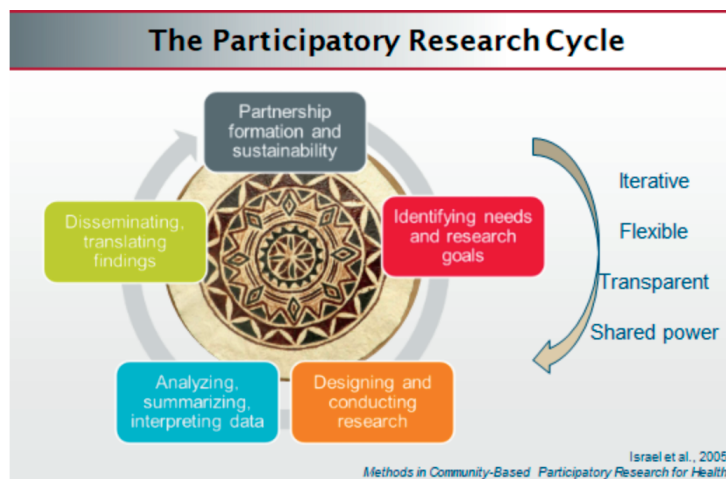 The Participatory Research Cycle
Partnership
formation and
sustainability
Identifying needs
and research
goals
Designing and
conducting
research
Analyzing,
summarizing,
interpreting data
Disseminating,
translating
findings
Iterative
Flexible
Transparent
Shared power
Israel et al., 2005
Methods in Community-Based Participatory Research for Health